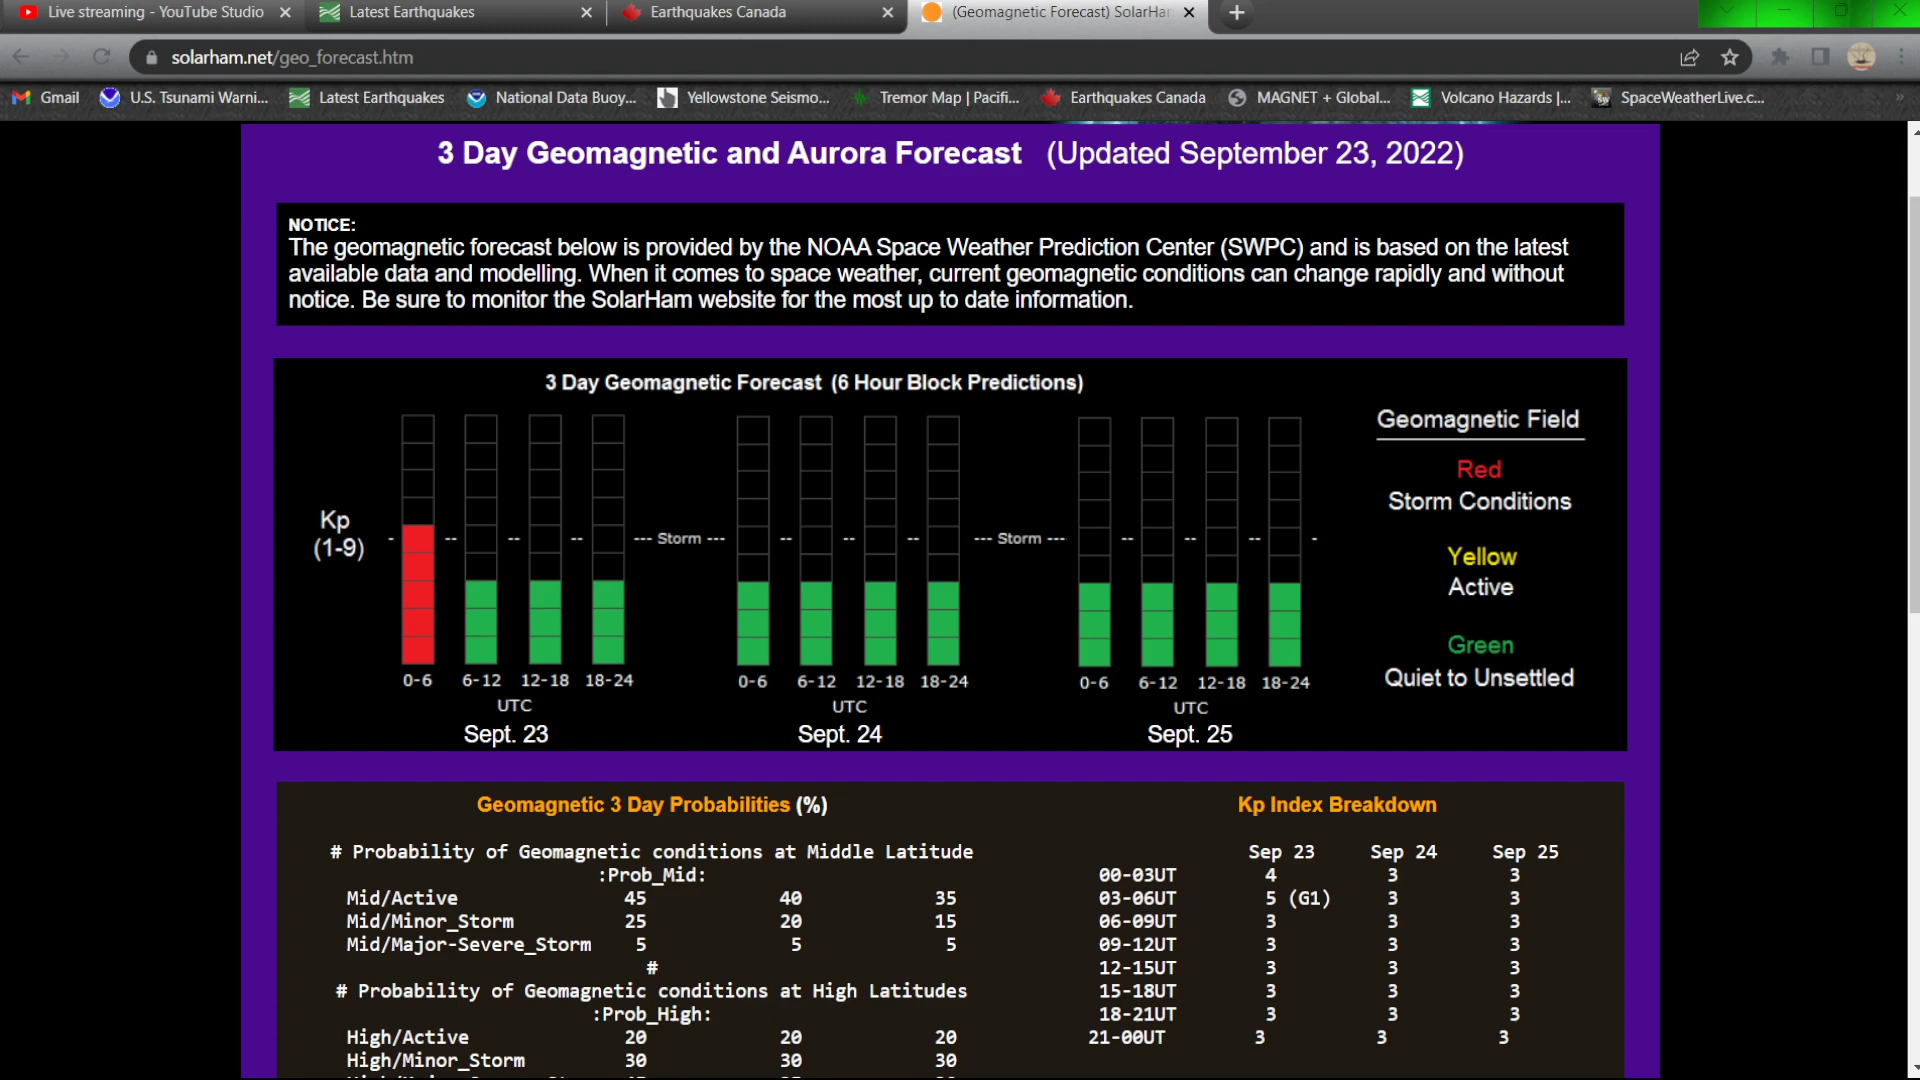 Live streaming - YouTube Studio
Latest Earthquakes
Earthquakes Canada
(Geomagnetic Forecast) SolarHam
solarham.net/geo_forecast.htm
Gmail
U.S. Tsunami Warni...
Latest Earthquakes
National Data Buoy...
Yellowstone Seismo...
Tremor Map | Pacifi...
Earthquakes Canada
MAGNET + Global...
Volcano Hazards |...
SpaceWeatherLive.c...
3 Day Geomagnetic and Aurora Forecast (Updated September 23, 2022)
NOTICE:
The geomagnetic forecast below is provided by the NOAA Space Weather Prediction Center (SWPC) and is based on the latest
available data and modelling. When it comes to space weather, current geomagnetic conditions can change rapidly and without
notice. Be sure to monitor the SolarHam website for the most up to date information.
3 Day Geomagnetic Forecast (6 Hour Block Predictions)
Kp
(1-9)
- -- -- -- --- Storm --- -- -- -- --- Storm --- -- -- -- -
0-6 6-12 12-18 18-24
UTC
Sept. 23
0-6 6-12 12-18 18-24
UTC
Sept. 24
0-6 6-12 12-18 18-24
UTC
Sept. 25
Geomagnetic Field
Red
Storm Conditions
Yellow
Active
Green
Quiet to Unsettled
Geomagnetic 3 Day Probabilities (%)
# Probability of Geomagnetic conditions at Middle Latitude
:Prob_Mid:
Mid/Active 45 40 35
Mid/Minor_Storm 25 20 15
Mid/Major-Severe_Storm 5 5 5
#
# Probability of Geomagnetic conditions at High Latitudes
:Prob_High:
High/Active 20 20 20
High/Minor_Storm 30 30 30
Kp Index Breakdown
Sep 23 Sep 24 Sep 25
00-03UT 4 3 3
03-06UT 5 (G1) 3 3
06-09UT 3 3 3
09-12UT 3 3 3
12-15UT 3 3 3
15-18UT 3 3 3
18-21UT 3 3 3
21-00UT 3 3 3